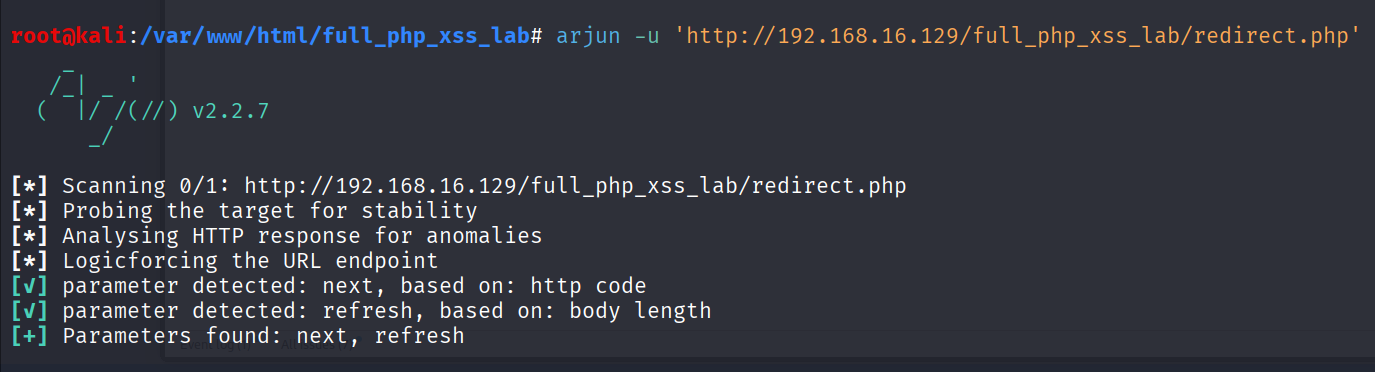 root@kali:/var/www/html/full_php_xss_lab# arjun -u 'http://192.168.16.129/full_php_xss_lab/redirect.php'
    _
   /_| _ '
  (  |/ /(//) v2.2.7
      _/
[*] Scanning 0/1: http://192.168.16.129/full_php_xss_lab/redirect.php
[*] Probing the target for stability
[*] Analysing HTTP response for anomalies
[*] Logicforcing the URL endpoint
[√] parameter detected: next, based on: http code
[√] parameter detected: refresh, based on: body length
[+] Parameters found: next, refresh